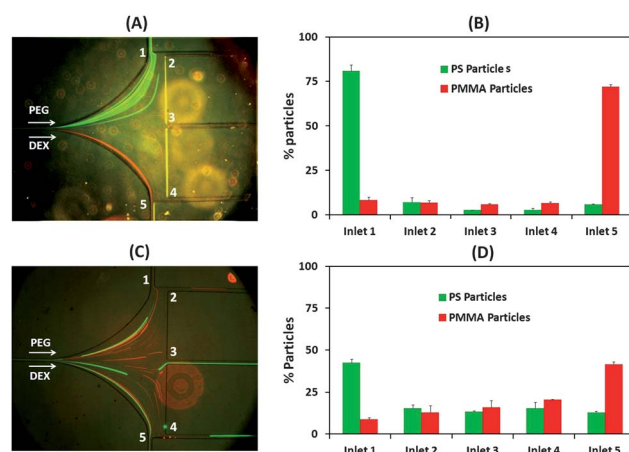 (A)
1
2
PEG
3
DEX
4
5
(B)
% particles
100
75
50
25
0
PS Particle s
PMMA Particles
Inlet 1 Inlet 2 Inlet 3 Inlet 4 Inlet 5
(C)
1
2
PEG
3
DEX
4
5
(D)
% Particles
100
75
50
25
0
PS Particles
PMMA Particles
Inlet 1 Inlet 2 Inlet 3 Inlet 4 Inlet 5